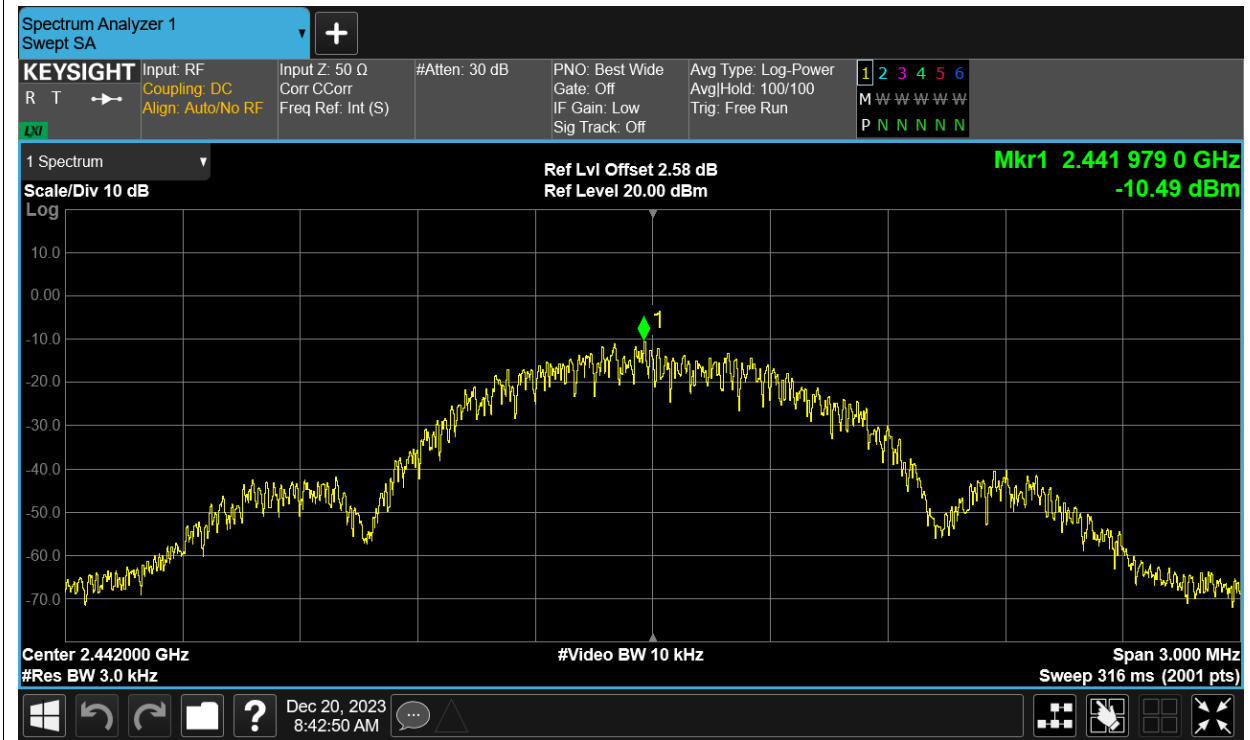 Spectrum Analyzer 1
Swept SA
KEYSIGHT
R T
LXI
Input: RF
Coupling: DC
Align: Auto/No RF
Input Z: 50 Ω
Corr CCorr
Freq Ref: Int (S)
#Atten: 30 dB
PNO: Best Wide
Gate: Off
IF Gain: Low
Sig Track: Off
Avg Type: Log-Power
Avg|Hold: 100/100
Trig: Free Run
1 2 3 4 5 6
M W W W W W
P N N N N N
1 Spectrum
Scale/Div 10 dB
Ref Lvl Offset 2.58 dB
Ref Level 20.00 dBm
Mkr1 2.441 979 0 GHz
-10.49 dBm
Log
10.0
0.00
-10.0
-20.0
-30.0
-40.0
-50.0
-60.0
-70.0
1
Center 2.442000 GHz
#Res BW 3.0 kHz
#Video BW 10 kHz
Span 3.000 MHz
Sweep 316 ms (2001 pts)
?
Dec 20, 2023
8:42:50 AM